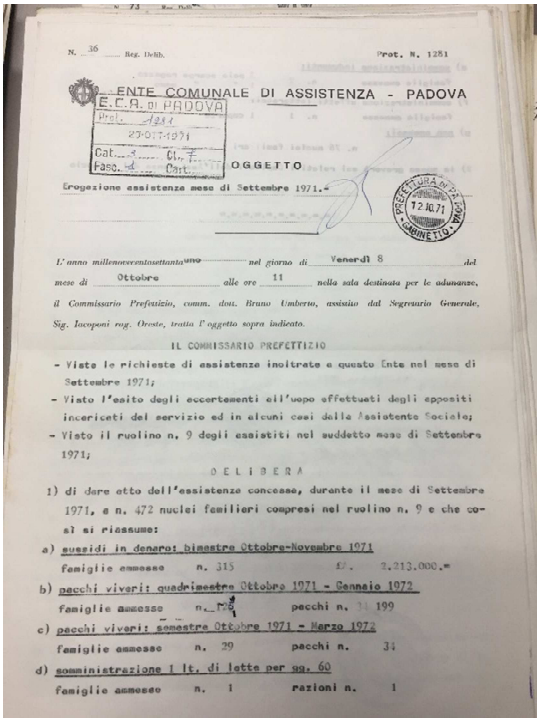 N. 36 Reg. Delib. Prot. N. 1281
ENTE COMUNALE DI ASSISTENZA - PADOVA
E.C.A. DI PADOVA
Prot.
23 OTT 1971
Cat. Cl. 7
Fasc. Cart.
OGGETTO
Erogazione assistenza mese di Settembre 1971.=
PREFETTURA DI PADOVA
12.10.71
GABINETTO
L'anno millenovecentosettantauno nel giorno di Venerdì 8 del
mese di Ottobre alle ore 11 nella sala destinata per le adunanze,
il Commissario Prefettizio, comm. dott. Bruno Umberto, assistito dal Segretario Generale,
Sig. Iacoponi rag. Oreste, tratta l'oggetto sopra indicato.
IL COMMISSARIO PREFETTIZIO
- Viste le richieste di assistenza inoltrate a questo Ente nel mese di
Settembre 1971;
- Visto l'esito degli accertamenti all'uopo effettuati dagli appositi
incaricati del servizio ed in alcuni casi dalla Assistente Sociale;
- Visto il ruolino n. 9 degli assistiti nel suddetto mese di Settembre
1971;
DELIBERA
1) di dare atto dell'assistenza concessa, durante il mese di Settembre
1971, a n. 472 nuclei familiari compresi nel ruolino n. 9 e che co-
sì si riassume:
a) sussidi in denaro: bimestre Ottobre-Novembre 1971
famiglie ammesse n. 315 £. 2.213.000.=
b) pacchi viveri: quadrimestre Ottobre 1971 - Gennaio 1972
famiglie ammesse n. pacchi n. 199
c) pacchi viveri: semestre Ottobre 1971 - Marzo 1972
famiglie ammesse n. 29 pacchi n. 34
d) somministrazione 1 lt. di latte per gg. 60
famiglie ammesse n. 1 razioni n. 1